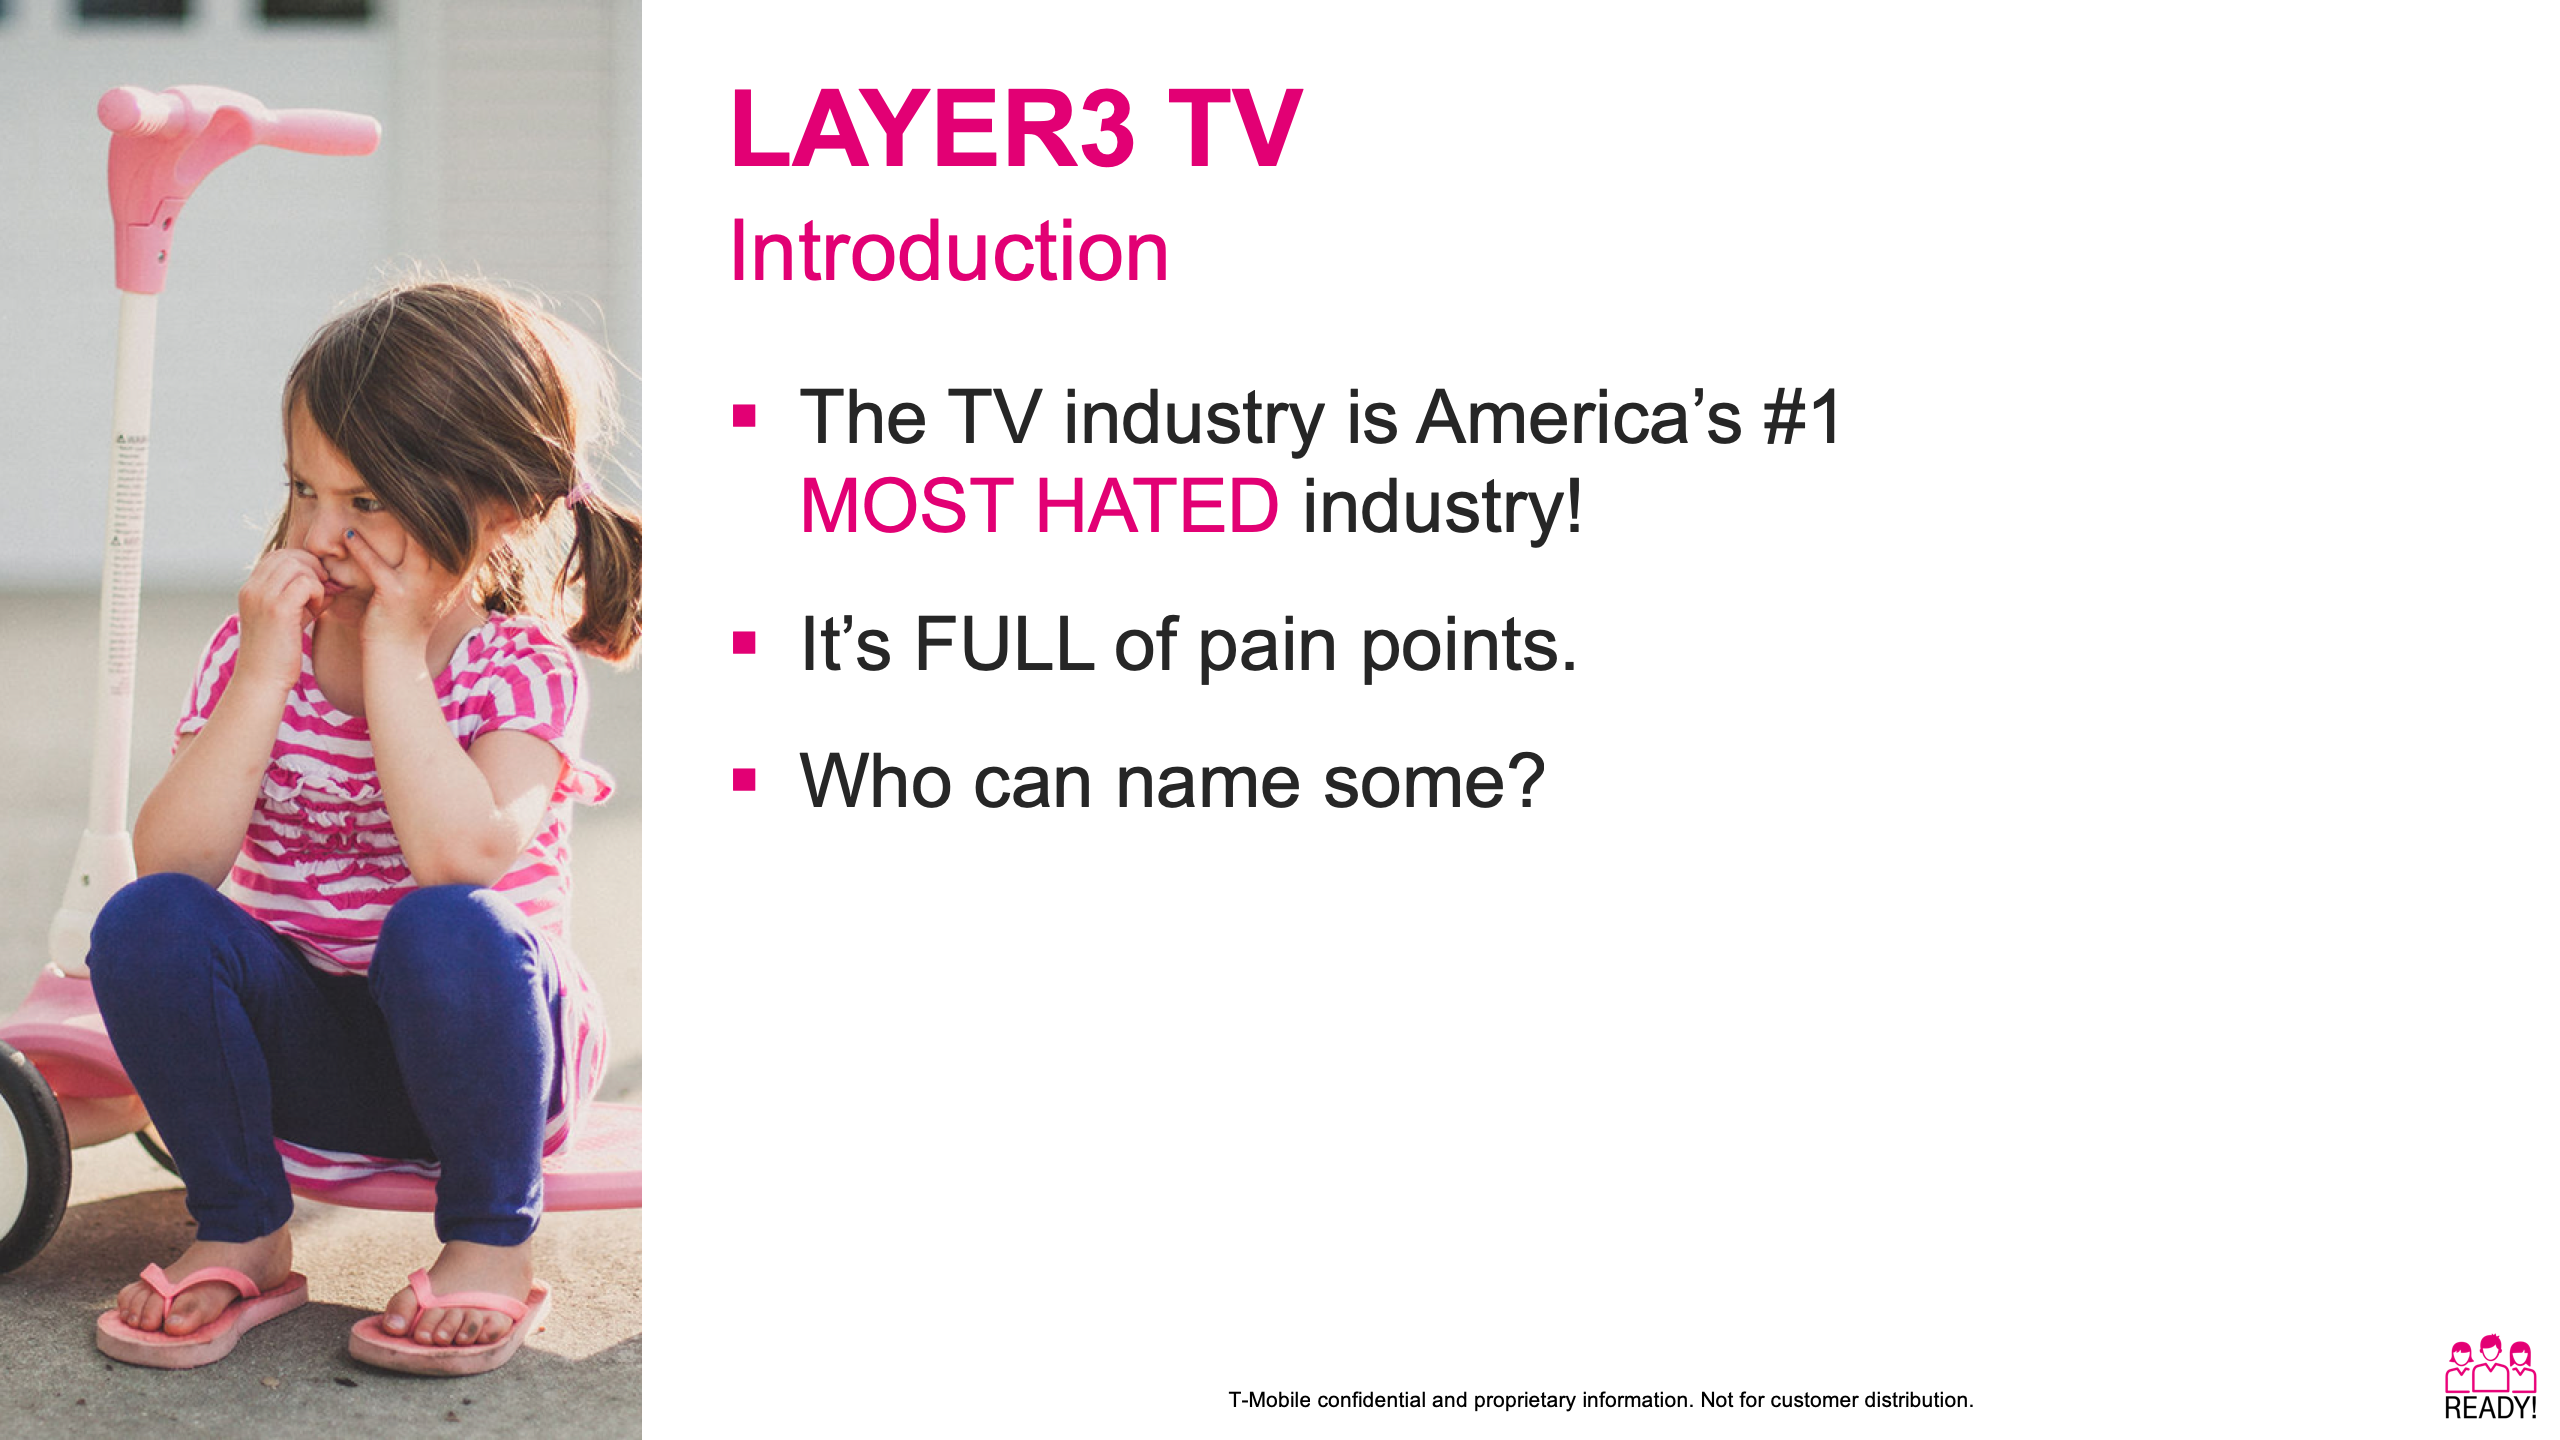 LAYER3 TV
Introduction
▪ The TV industry is America’s #1
MOST HATED industry!
▪ It’s FULL of pain points.
▪ Who can name some?
T-Mobile confidential and proprietary information. Not for customer distribution.
READY!